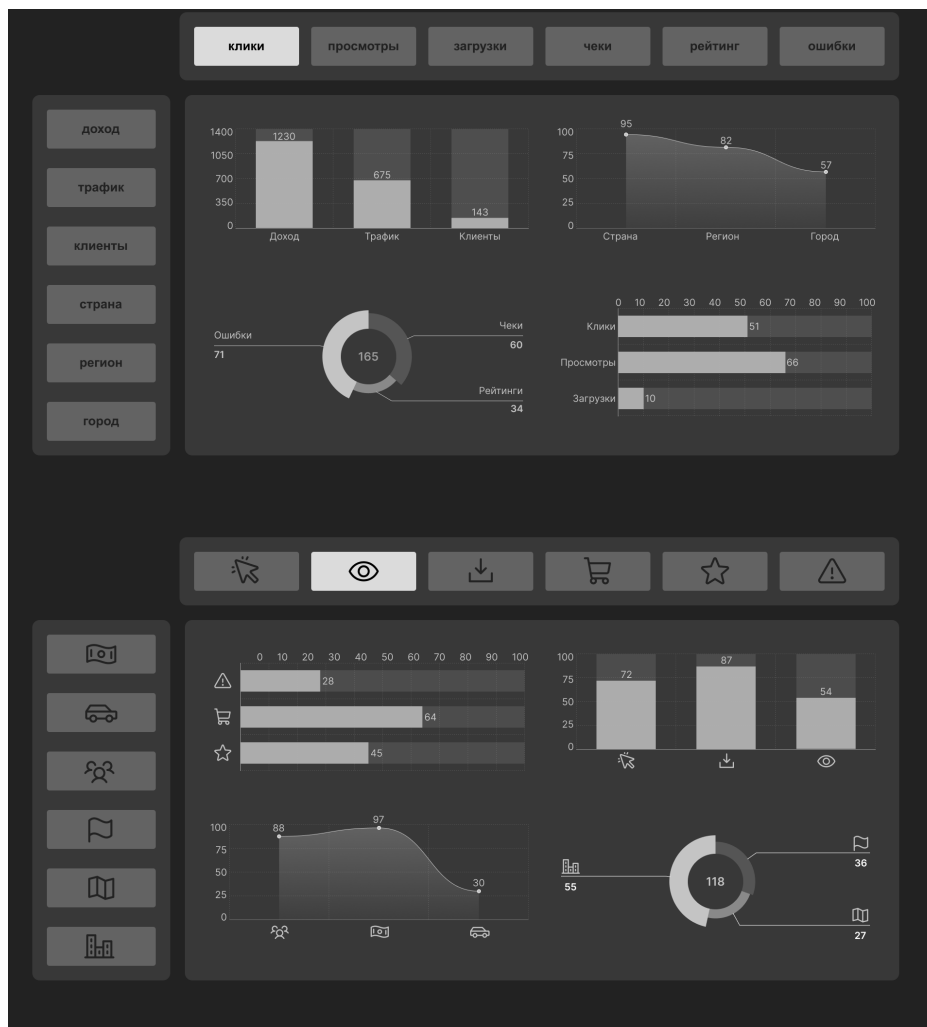 клики просмотры загрузки чеки рейтинг ошибки
доход
трафик
клиенты
страна
регион
город
1400
1050
700
350
0
1230
675
143
Доход Трафик Клиенты
100
75
50
25
0
95
82
57
Страна Регион Город
Ошибки
71
165
Чеки
60
Рейтинги
34
0 10 20 30 40 50 60 70 80 90 100
Клики 51
Просмотры 66
Загрузки 10
0 10 20 30 40 50 60 70 80 90 100
28
64
45
100
75
50
25
0
72
87
54
100
75
50
25
0
88
97
30
55
118
36
27